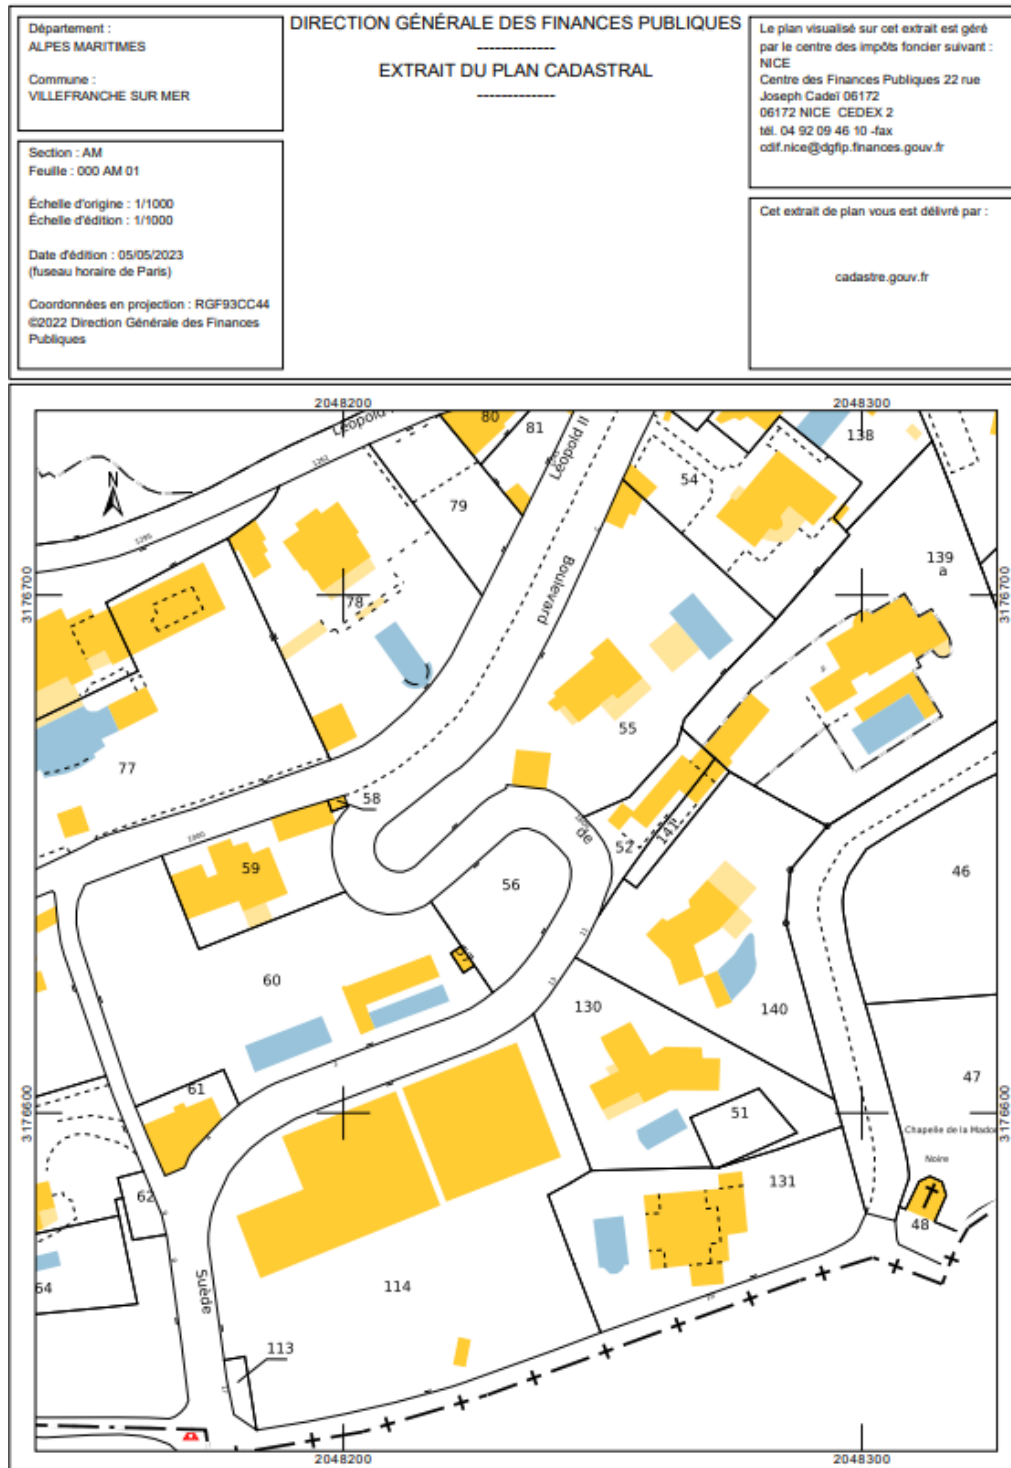 Département :
ALPES MARITIMES
Commune :
VILLEFRANCHE SUR MER
Section : AM
Feuille : 000 AM 01
Échelle d'origine : 1/1000
Échelle d'édition : 1/1000
Date d'édition : 05/05/2023
(fuseau horaire de Paris)
Coordonnées en projection : RGF93CC44
©2022 Direction Générale des Finances
Publiques
DIRECTION GÉNÉRALE DES FINANCES PUBLIQUES
-------------
EXTRAIT DU PLAN CADASTRAL
-------------
Le plan visualisé sur cet extrait est géré
par le centre des impôts foncier suivant :
NICE
Centre des Finances Publiques 22 rue
Joseph Cadeï 06172
06172 NICE CEDEX 2
tél. 04 92 09 46 10 -fax
cdif.nice@dgfip.finances.gouv.fr
Cet extrait de plan vous est délivré par :
cadastre.gouv.fr
2048200
2048300
Léopold
80
81
Léopold II
138
54
79
N
139
a
3176700
3176700
78
Boulevard
55
77
58
de
52
141
59
56
46
60
130
140
47
61
51
3176600
3176600
Chapelle de la Mado
Noire
131
62
48
Suède
64
114
113
2048200
2048300